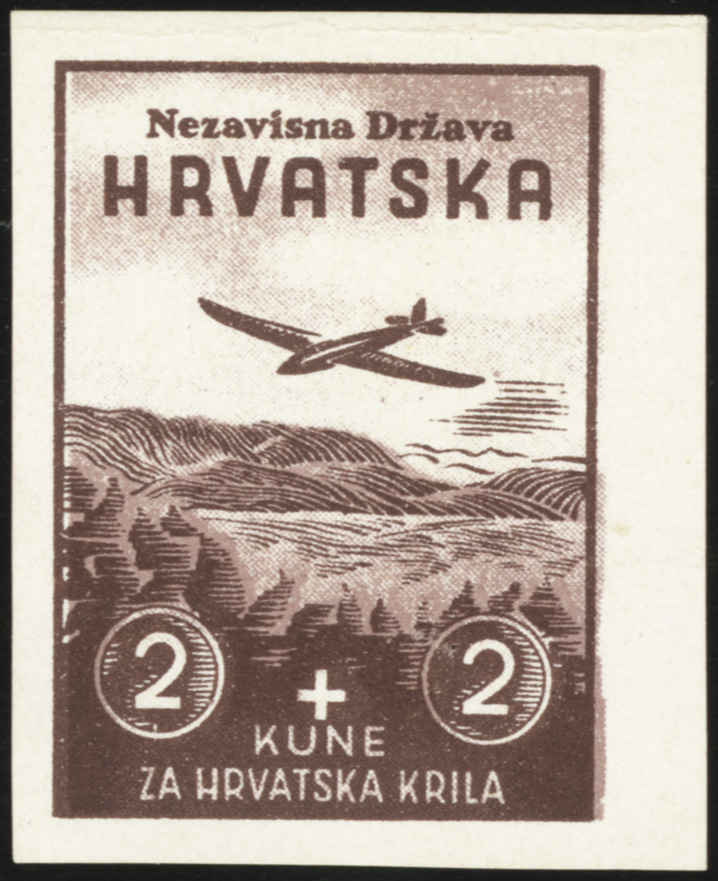 Nezavisna Država
HRVATSKA
2 + 2
KUNE
ZA HRVATSKA KRILA